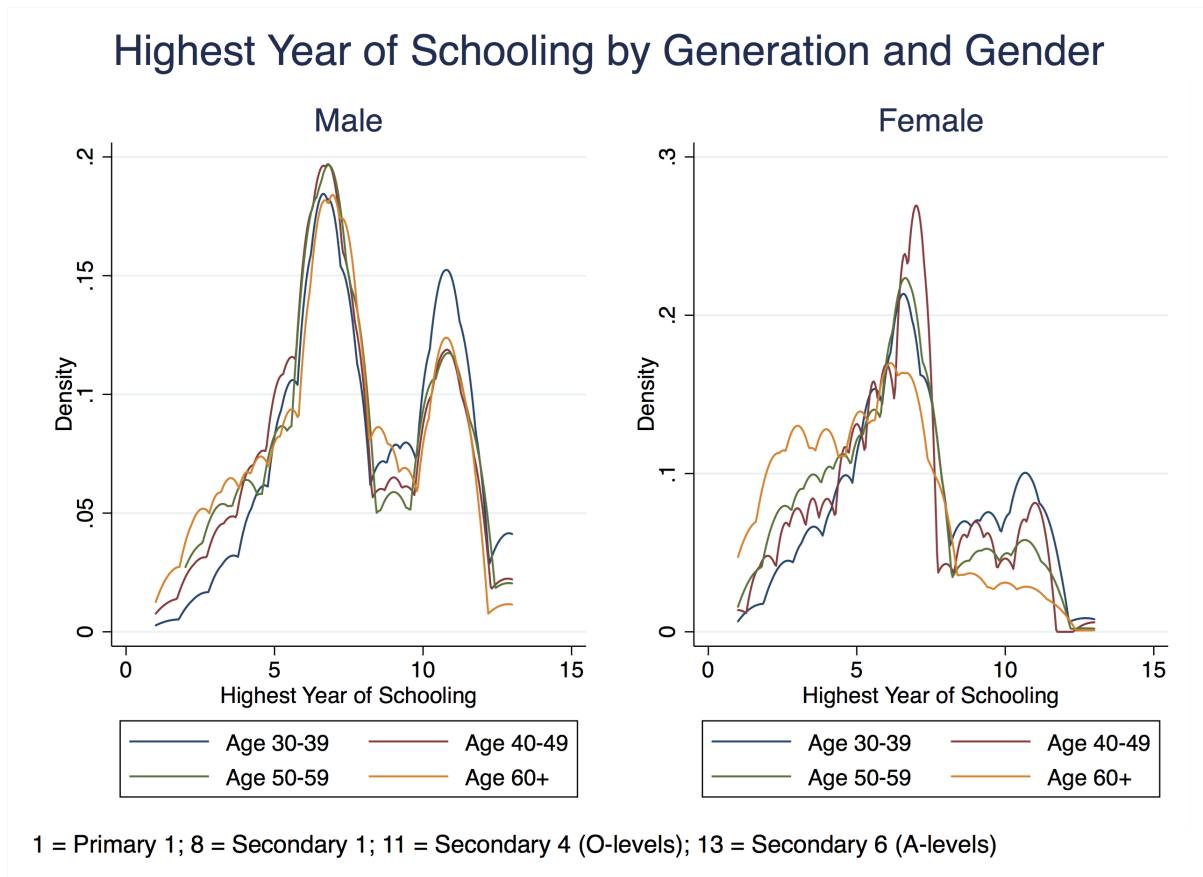 Highest Year of Schooling by Generation and Gender
Male
Density
0
.05
.1
.15
.2
0 5 10 15
Highest Year of Schooling
Age 30-39 Age 40-49
Age 50-59 Age 60+
Female
Density
0
.1
.2
.3
0 5 10 15
Highest Year of Schooling
Age 30-39 Age 40-49
Age 50-59 Age 60+
1 = Primary 1; 8 = Secondary 1; 11 = Secondary 4 (O-levels); 13 = Secondary 6 (A-levels)